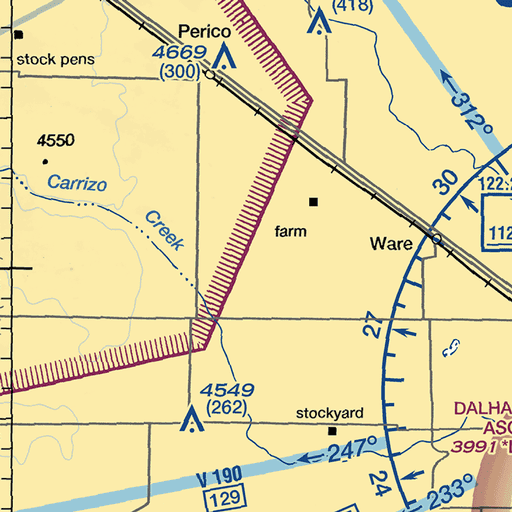 (418)
Perico
4669
(300)
stock pens
312°
4550
30
122.
Carrizo
Creek
112
farm
Ware
27
4549
(262)
DALHA
AS
3991 *
stockyard
247°
V 190
129
24
233°